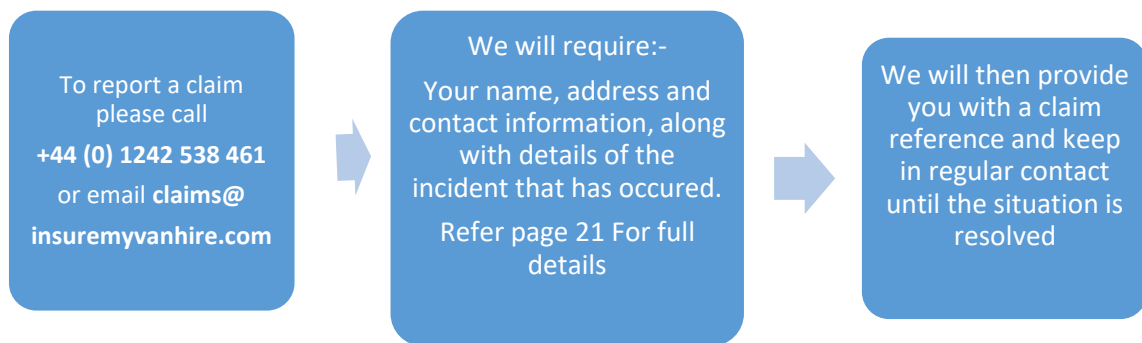 To report a claim
please call
+44 (0) 1242 538 461
or email claims@
insuremyvanhire.com
We will require:-
Your name, address and
contact information, along
with details of the
incident that has occured.
Refer page 21 For full
details
We will then provide
you with a claim
reference and keep
in regular contact
until the situation is
resolved